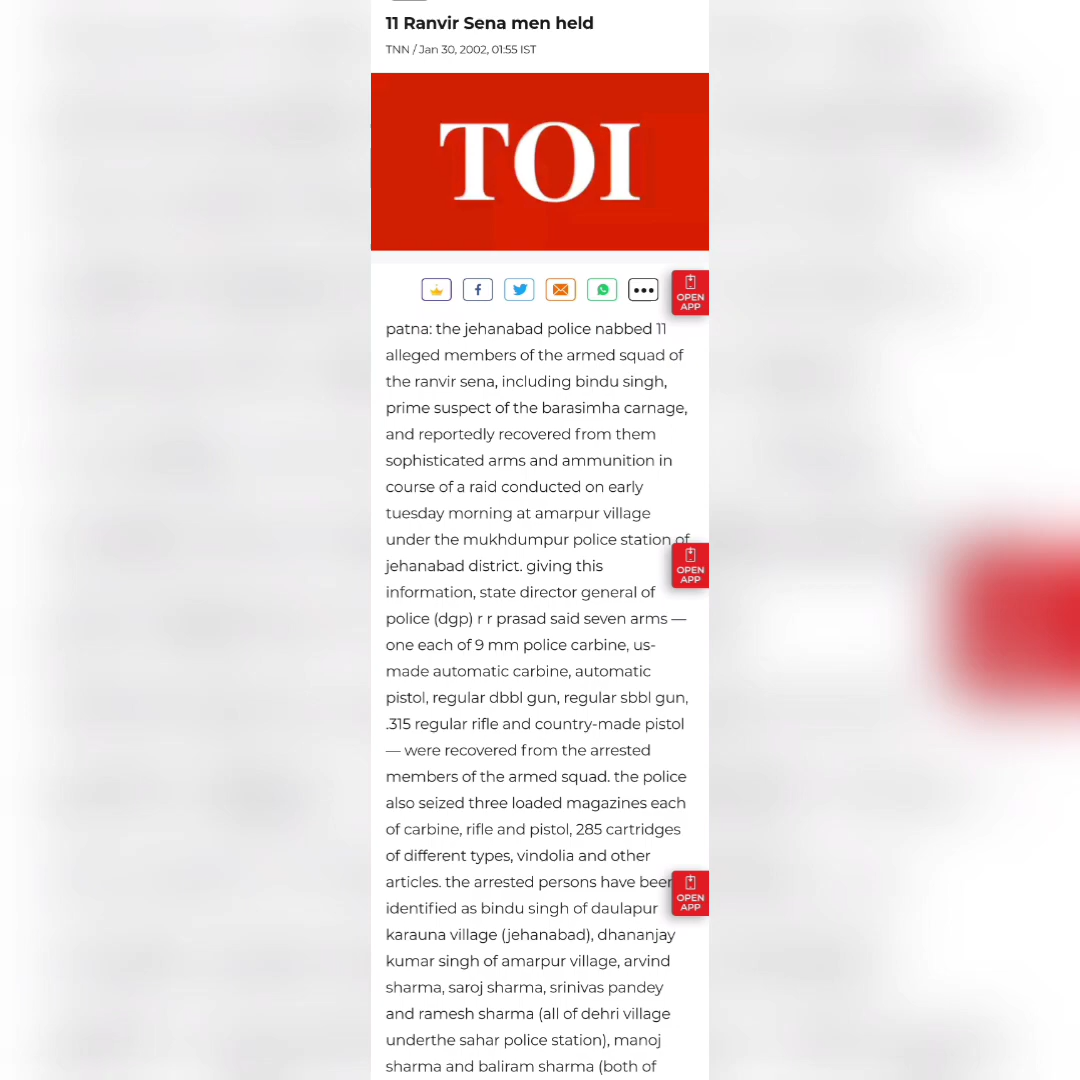 11 Ranvir Sena men held
TNN / Jan 30, 2002, 01:55 IST
TOI
OPEN
APP
patna: the jehanabad police nabbed 11
alleged members of the armed squad of
the ranvir sena, including bindu singh,
prime suspect of the barasimha carnage,
and reportedly recovered from them
sophisticated arms and ammunition in
course of a raid conducted on early
tuesday morning at amarpur village
under the mukhdumpur police station of
jehanabad district. giving this
OPEN
APP
information, state director general of
police (dgp) r r prasad said seven arms —
one each of 9 mm police carbine, us-
made automatic carbine, automatic
pistol, regular dbbl gun, regular sbbl gun,
.315 regular rifle and country-made pistol
— were recovered from the arrested
members of the armed squad. the police
also seized three loaded magazines each
of carbine, rifle and pistol, 285 cartridges
of different types, vindolia and other
articles. the arrested persons have been
OPEN
APP
identified as bindu singh of daulapur
karauna village (jehanabad), dhananjay
kumar singh of amarpur village, arvind
sharma, saroj sharma, srinivas pandey
and ramesh sharma (all of dehri village
underthe sahar police station), manoj
sharma and baliram sharma (both of